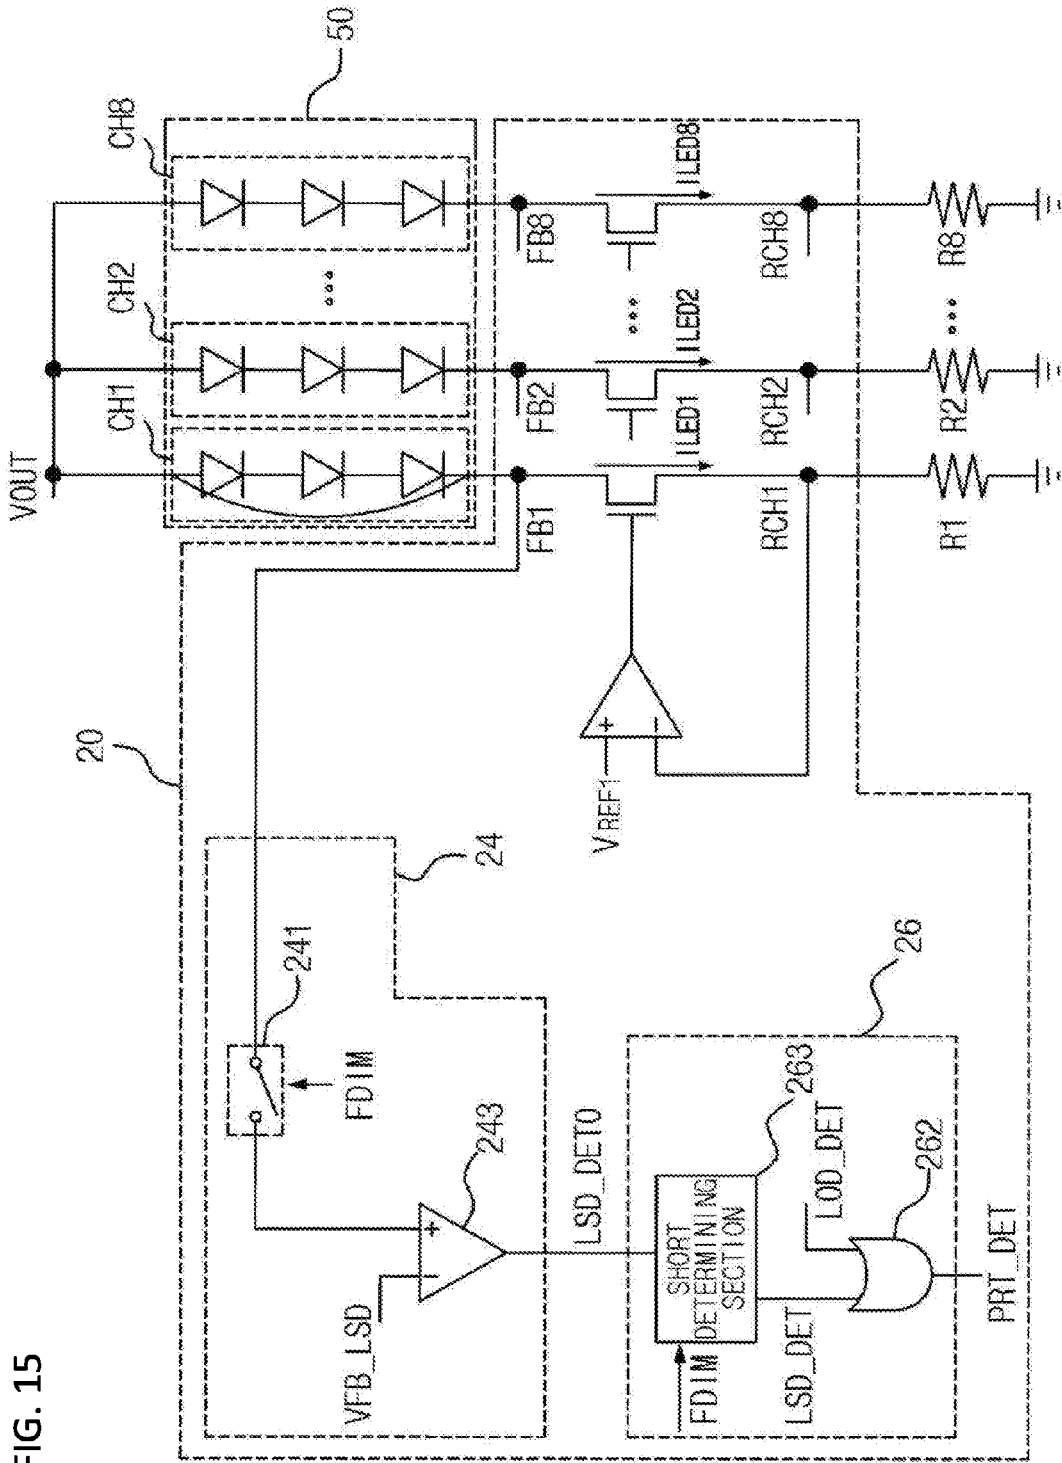 FIG. 15
VOUT
CH1
CH2
CH8
50
20
24
241
FDIM
243
VFB_LSD
FB1
FB2
FB8
ILED1
ILED2
ILED8
VREF1
+
−
+
−
RCH1
RCH2
RCH8
R1
R2
R8
LSD_DET0
26
SHORT
DETERMINING
SECTION
263
FDIM
LSD_DET
LOD_DET
262
PRT_DET